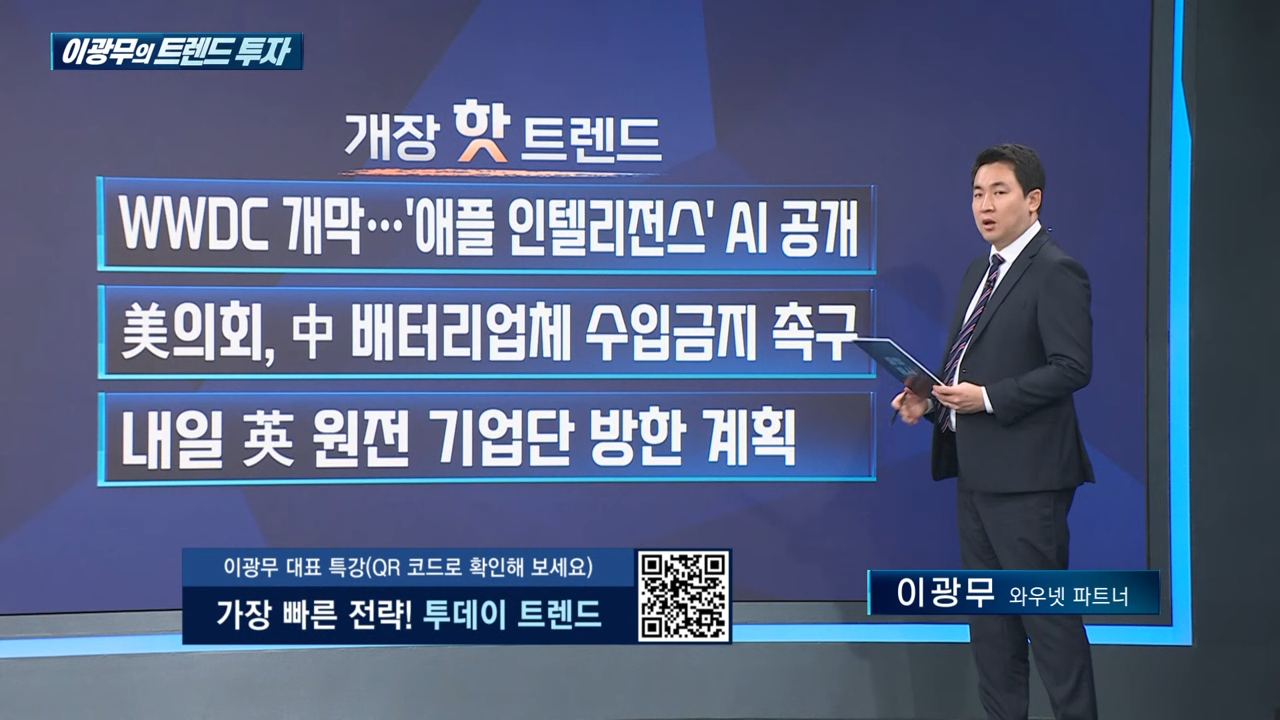 이광무의 트렌드 투자
개장 핫 트렌드
WWDC 개막…'애플 인텔리전스' AI 공개
美의회, 中 배터리업체 수입금지 촉구
내일 英 원전 기업단 방한 계획
이광무 대표 특강(QR 코드로 확인해 보세요)
가장 빠른 전략! 투데이 트렌드
이광무 와우넷 파트너